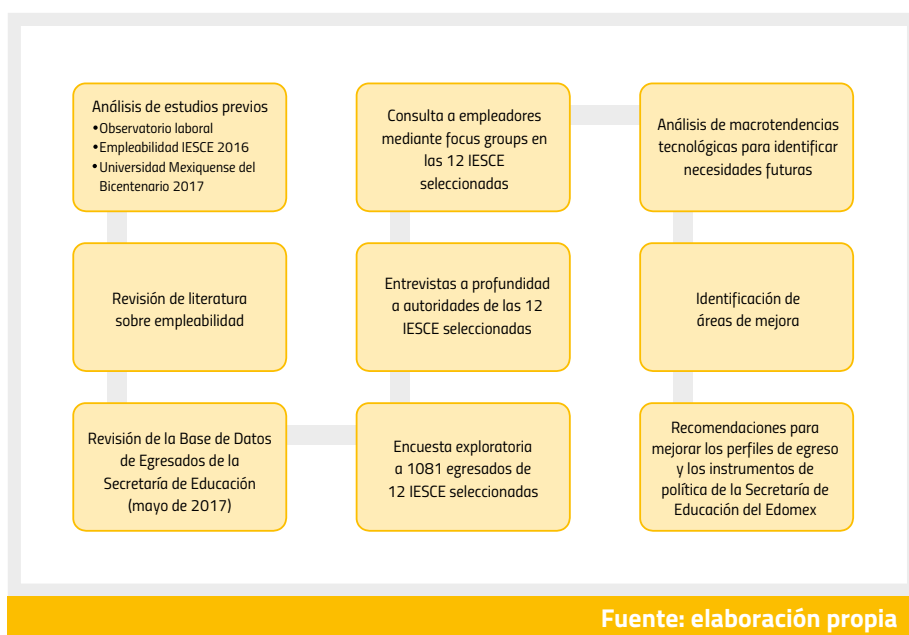 Análisis de estudios previos
•Observatorio laboral
•Empleabilidad IESCE 2016
•Universidad Mexiquense del
Bicentenario 2017
Revisión de literatura
sobre empleabilidad
Revisión de la Base de Datos
de Egresados de la
Secretaría de Educación
(mayo de 2017)
Encuesta exploratoria
a 1081 egresados de
12 IESCE seleccionadas
Entrevistas a profundidad
a autoridades de las 12
IESCE seleccionadas
Consulta a empleadores
mediante focus groups en
las 12 IESCE
seleccionadas
Análisis de macrotendencias
tecnológicas para identificar
necesidades futuras
Identificación de
áreas de mejora
Recomendaciones para
mejorar los perfiles de egreso
y los instrumentos de
política de la Secretaría de
Educación del Edomex
Fuente: elaboración propia